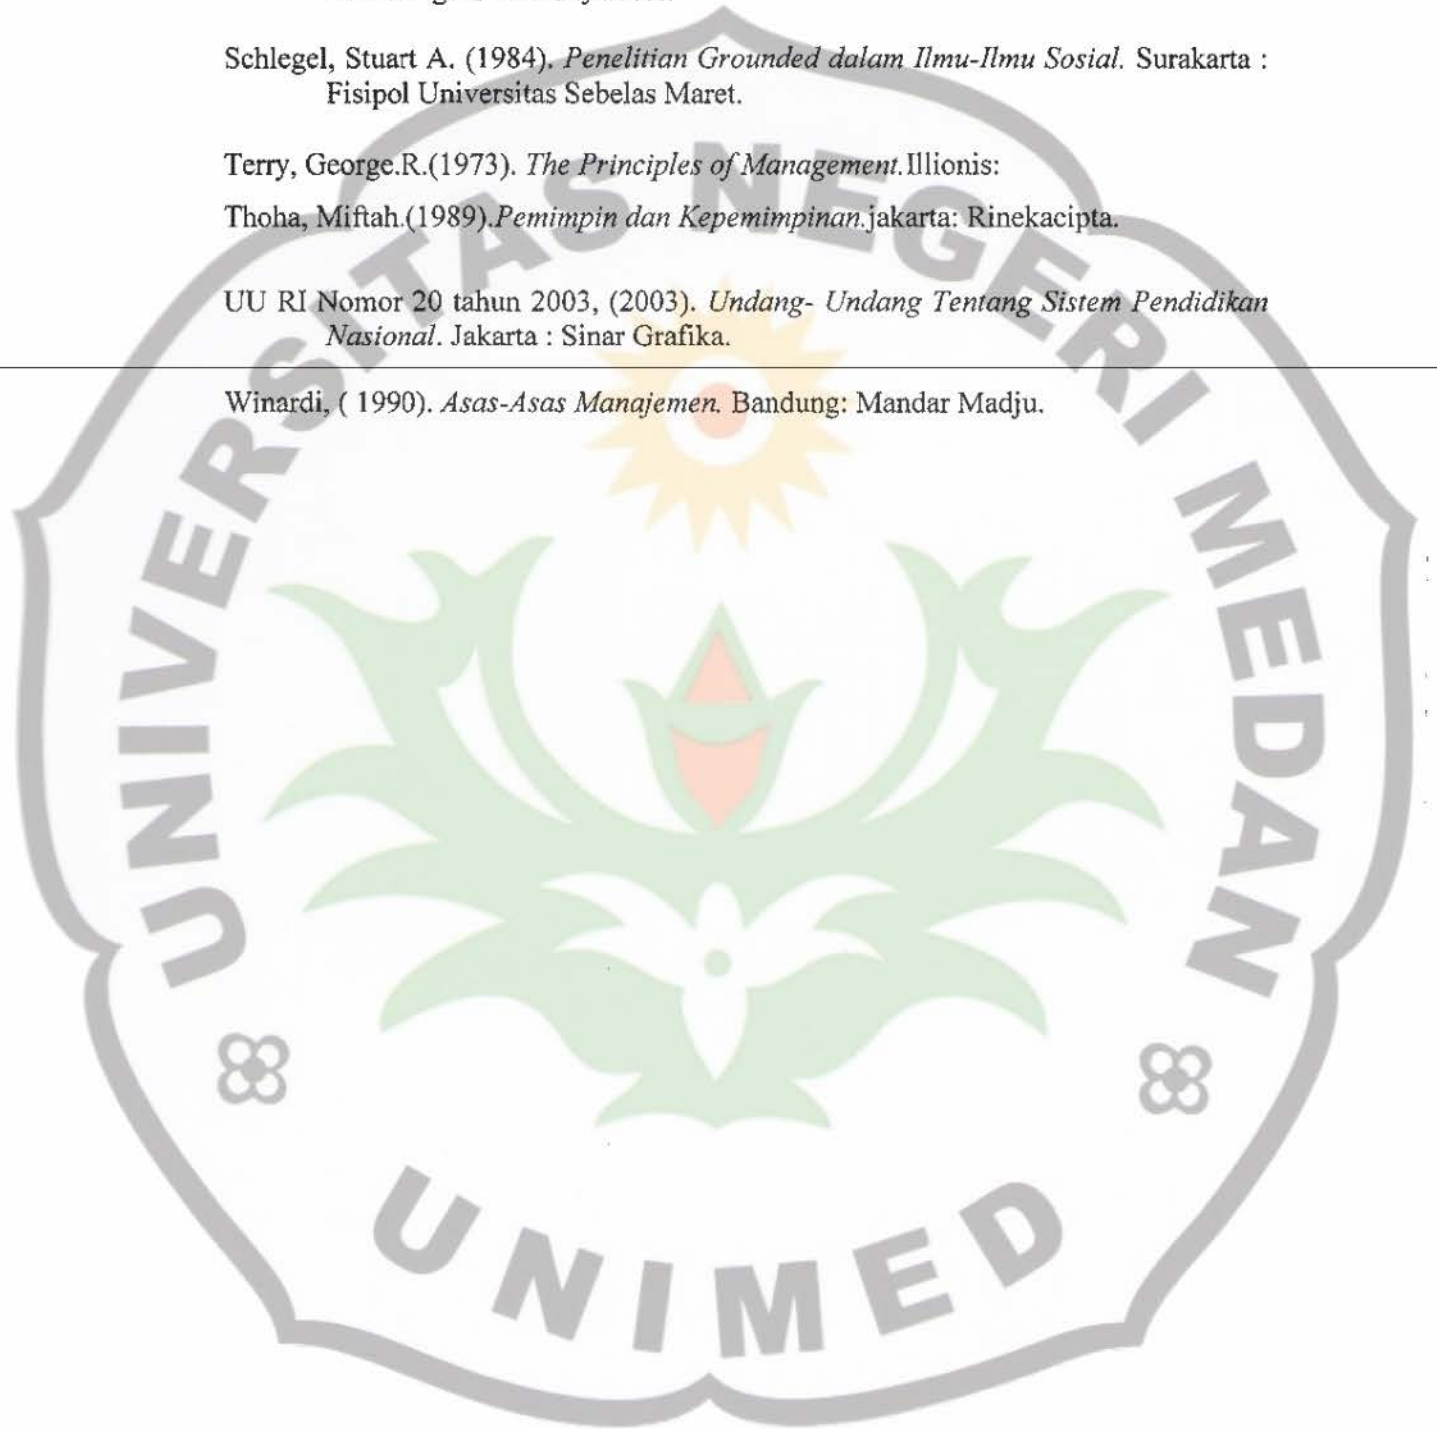 Schlegel, Stuart A. (1984). Penelitian Grounded dalam Ilmu-Ilmu Sosial. Surakarta :
Fisipol Universitas Sebelas Maret.
Terry, George.R.(1973). The Principles of Management.Illionis:
Thoha, Miftah.(1989).Pemimpin dan Kepemimpinan.jakarta: Rinekacipta.
UU RI Nomor 20 tahun 2003, (2003). Undang- Undang Tentang Sistem Pendidikan
Nasional. Jakarta : Sinar Grafika.
Winardi, ( 1990). Asas-Asas Manajemen. Bandung: Mandar Madju.
UNIVERSITAS NEGERI MEDAN
UNIMED